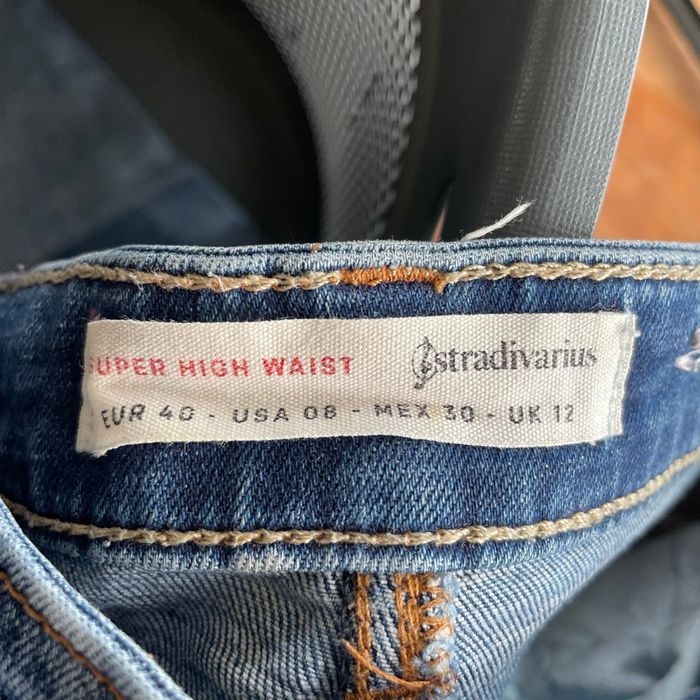 SUPER HIGH WAIST stradivarius
EUR 40 - USA 08 - MEX 30 - UK 12